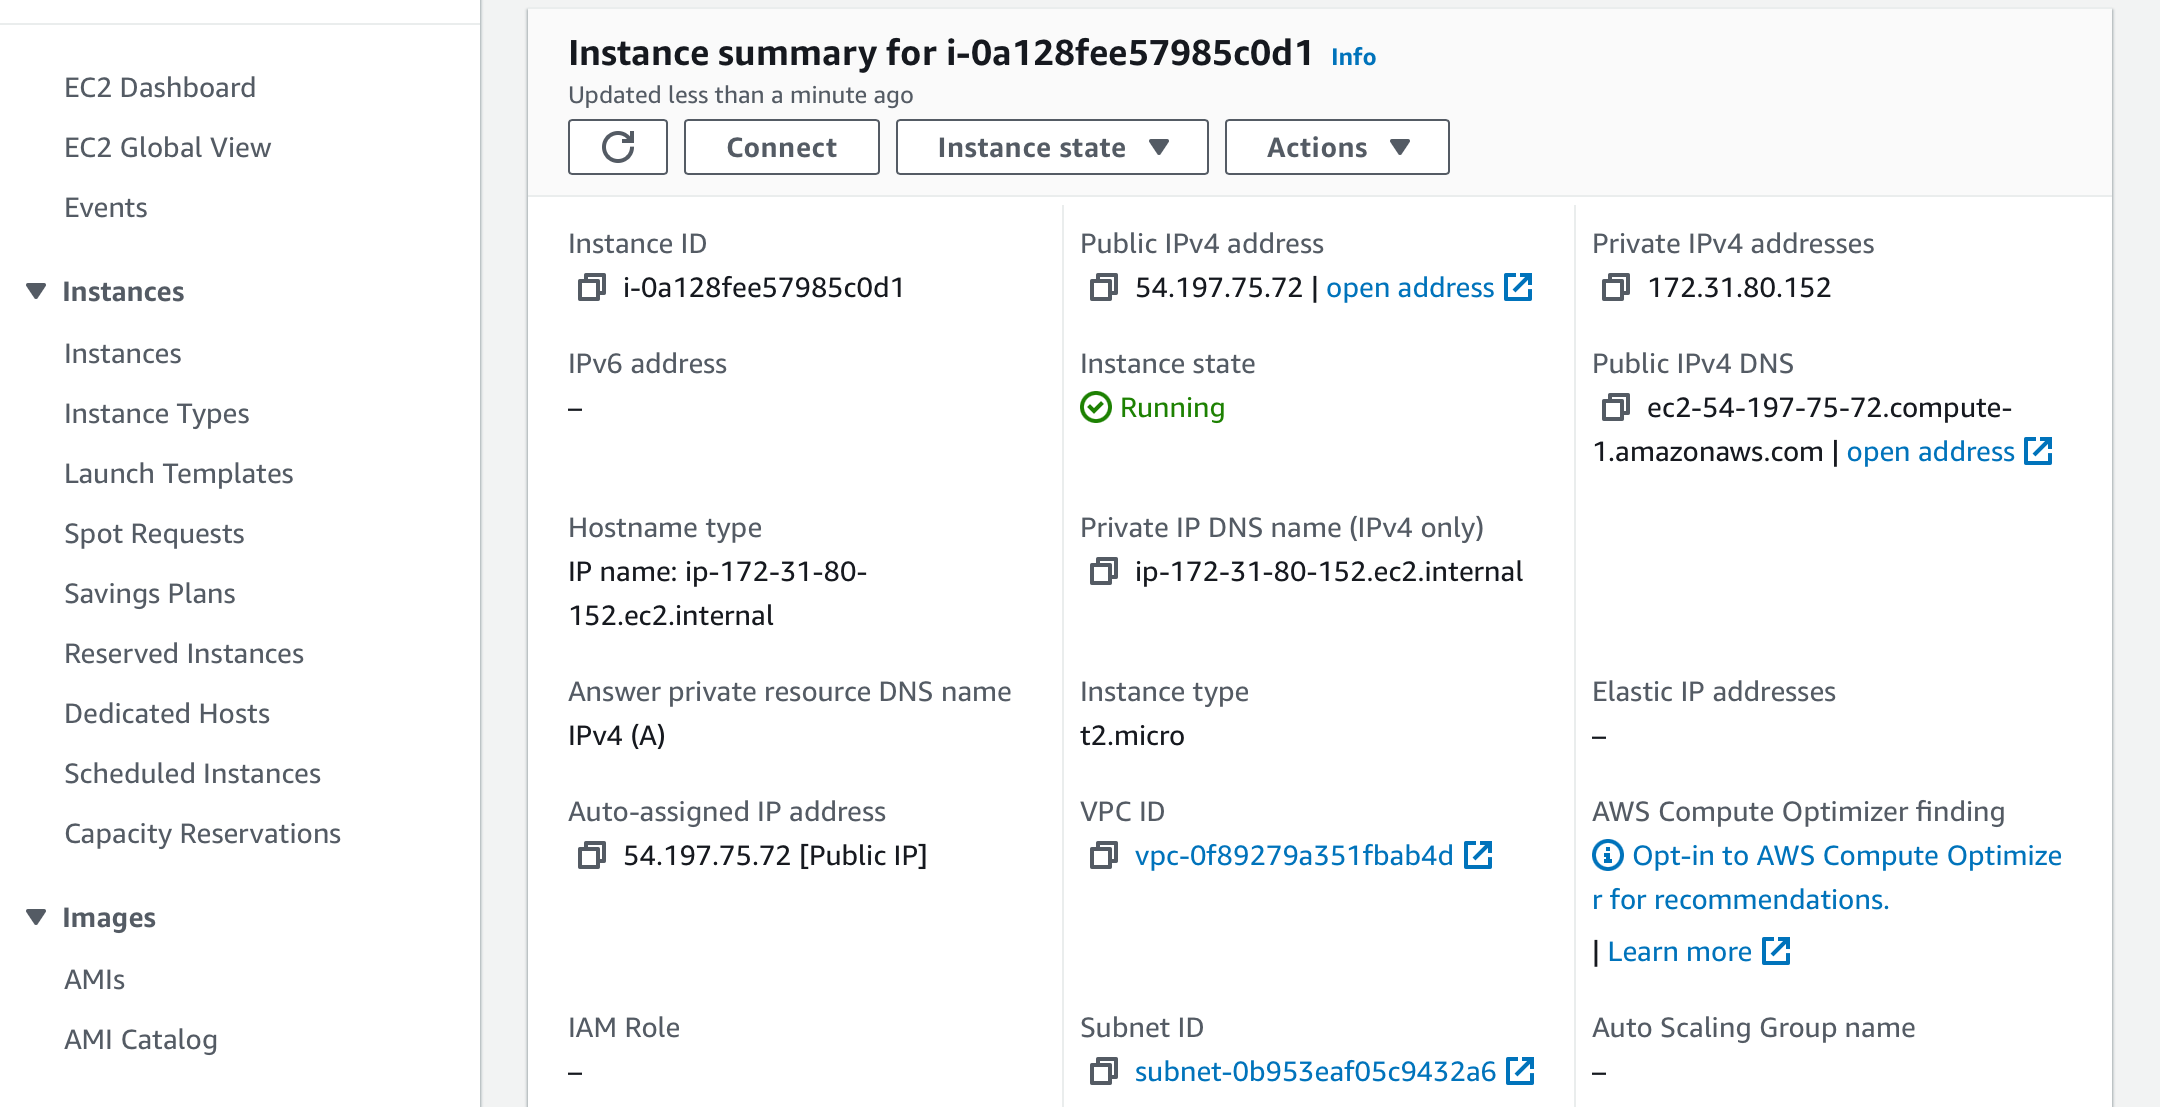 EC2 Dashboard
EC2 Global View
Events
Instances
Instances
Instance Types
Launch Templates
Spot Requests
Savings Plans
Reserved Instances
Dedicated Hosts
Scheduled Instances
Capacity Reservations
Images
AMIs
AMI Catalog
Instance summary for i-0a128fee57985c0d1 Info
Updated less than a minute ago
Connect
Instance state
Actions
Instance ID
i-0a128fee57985c0d1
Public IPv4 address
54.197.75.72 | open address
Private IPv4 addresses
172.31.80.152
IPv6 address
–
Instance state
Running
Public IPv4 DNS
ec2-54-197-75-72.compute-
1.amazonaws.com | open address
Hostname type
IP name: ip-172-31-80-
152.ec2.internal
Private IP DNS name (IPv4 only)
ip-172-31-80-152.ec2.internal
Answer private resource DNS name
IPv4 (A)
Instance type
t2.micro
Elastic IP addresses
–
Auto-assigned IP address
54.197.75.72 [Public IP]
VPC ID
vpc-0f89279a351fbab4d
AWS Compute Optimizer finding
Opt-in to AWS Compute Optimize
r for recommendations.
| Learn more
IAM Role
–
Subnet ID
subnet-0b953eaf05c9432a6
Auto Scaling Group name
–